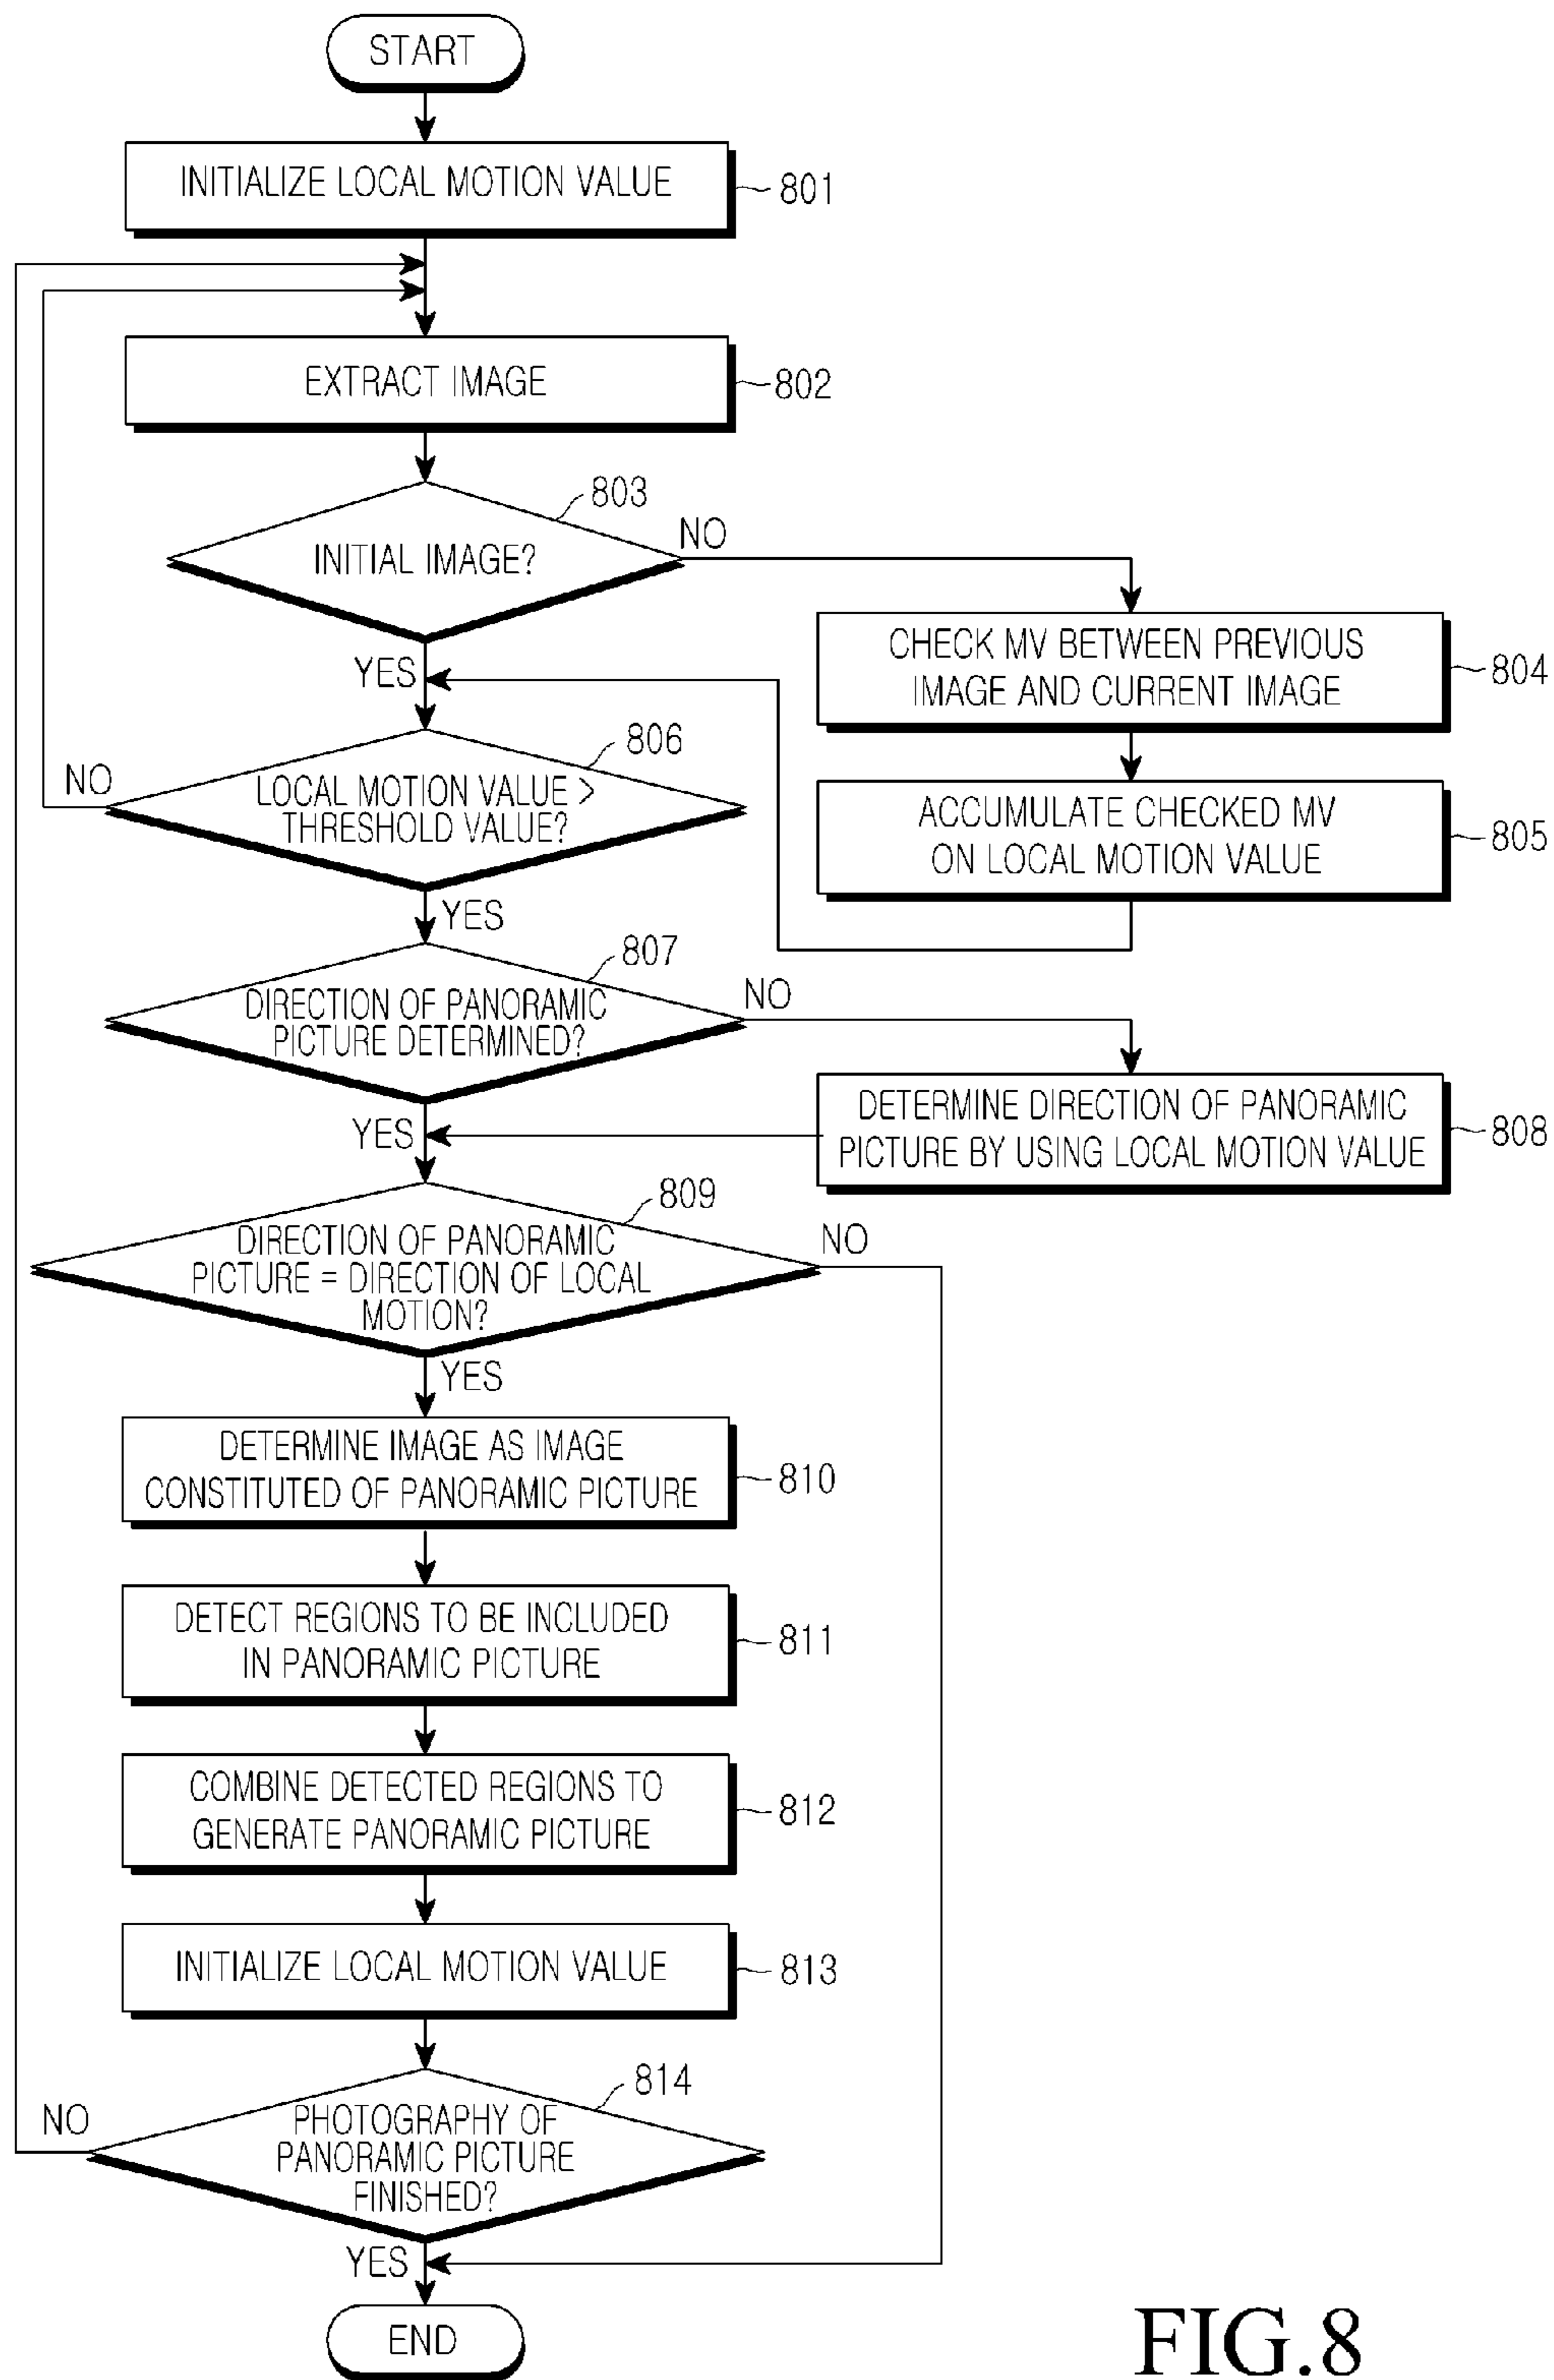 START
INITIALIZE LOCAL MOTION VALUE
801
EXTRACT IMAGE
802
803
INITIAL IMAGE?
NO
YES
CHECK MV BETWEEN PREVIOUS
IMAGE AND CURRENT IMAGE
804
806
NO
LOCAL MOTION VALUE >
THRESHOLD VALUE?
ACCUMULATE CHECKED MV
ON LOCAL MOTION VALUE
805
YES
807
DIRECTION OF PANORAMIC
PICTURE DETERMINED?
NO
YES
DETERMINE DIRECTION OF PANORAMIC
PICTURE BY USING LOCAL MOTION VALUE
808
809
DIRECTION OF PANORAMIC
PICTURE = DIRECTION OF LOCAL
MOTION?
NO
YES
DETERMINE IMAGE AS IMAGE
CONSTITUTED OF PANORAMIC PICTURE
810
DETECT REGIONS TO BE INCLUDED
IN PANORAMIC PICTURE
811
COMBINE DETECTED REGIONS TO
GENERATE PANORAMIC PICTURE
812
INITIALIZE LOCAL MOTION VALUE
813
814
NO
PHOTOGRAPHY OF
PANORAMIC PICTURE
FINISHED?
YES
END
FIG.8